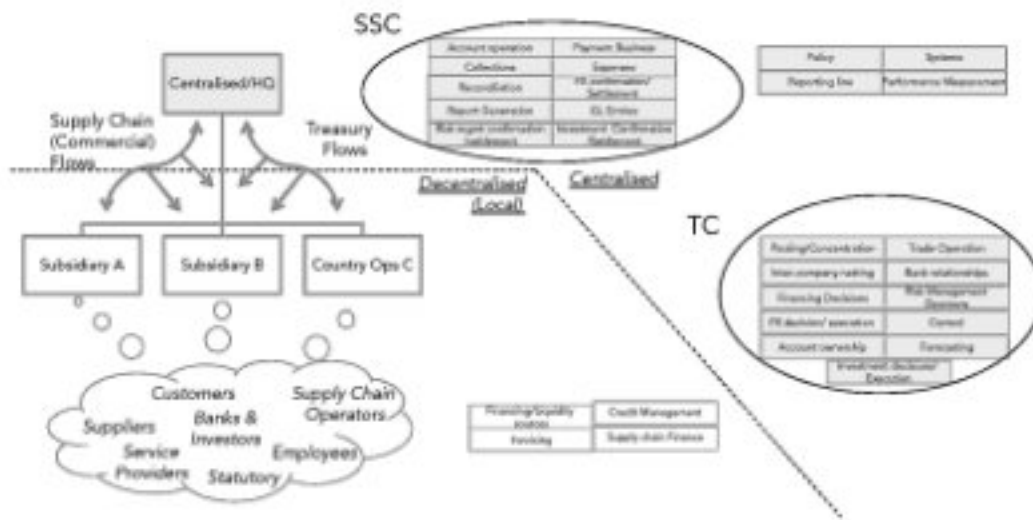 SSC
Account operation
Payment Business
Collections
Expenses
Reconciliation
FX confirmation/
Settlement
Report Generation
GL Entries
Risk mgmt confirmation
Investment Confirmation
Policy
Systems
Reporting line
Performance Measurement
Centralised/HQ
Supply Chain
(Commercial)
Flows
Treasury
Flows
Decentralised
(Local)
Centralised
TC
Pooling/Concentration
Trade Operation
Inter-company netting
Bank relationships
Financing Decisions
Risk Management
Decisions
FX decision/ execution
Control
Account ownership
Forecasting
Investment decisions/
Execution
Subsidiary A
Subsidiary B
Country Ops C
Customers
Supply Chain
Operators
Suppliers
Banks &
Investors
Service
Providers
Employees
Statutory
Financing/liquidity
sources
Credit Management
Invoicing
Supply chain Finance